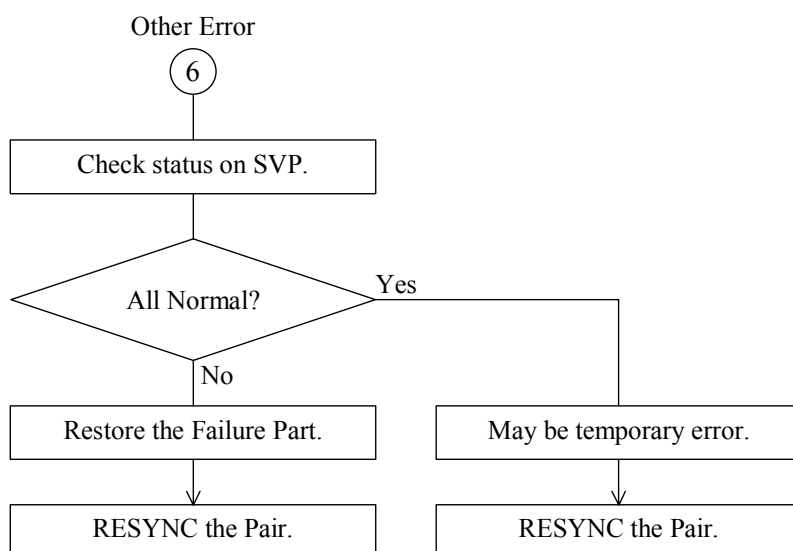 Other Error
6
Check status on SVP.
All Normal?
Yes
No
Restore the Failure Part.
May be temporary error.
RESYNC the Pair.
RESYNC the Pair.